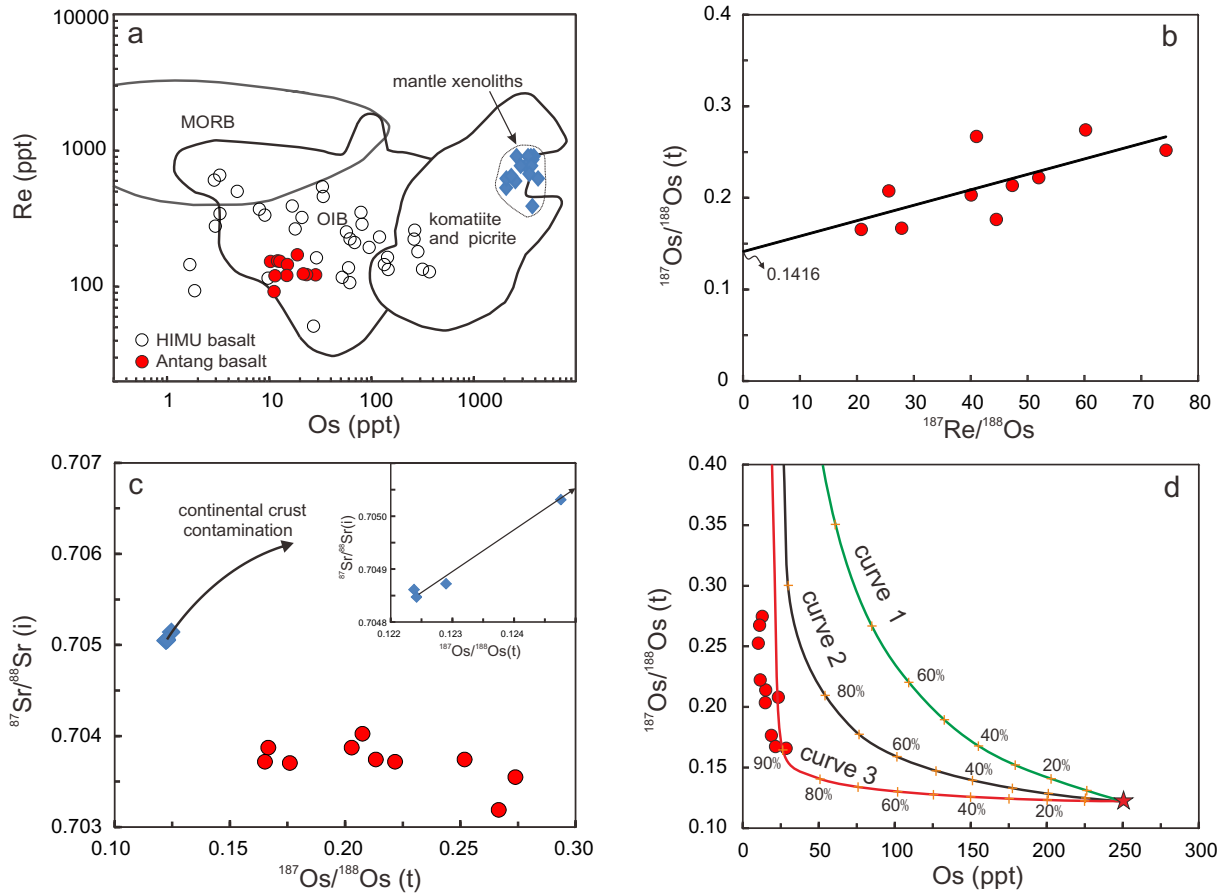 a
10000
1000
100
Re (ppt)
MORB
OIB
mantle xenoliths
komatiite
and picrite
HIMU basalt
Antang basalt
1
10
100
1000
Os (ppt)
b
0.4
0.3
0.2
0.1
0
¹⁸⁷Os/¹⁸⁸Os (t)
0.1416
0
20
30
40
50
60
70
80
¹⁸⁷Re/¹⁸⁸Os
c
0.707
0.706
0.705
0.704
0.703
⁸⁷Sr/⁸⁸Sr (i)
continental crust
contamination
0.7050
0.7050
0.7049
0.7048
⁸⁷Sr/⁸⁸Sr(i)
0.122
0.123
0.124
¹⁸⁷Os/¹⁸⁸Os(t)
0.10
0.15
0.20
0.25
0.30
¹⁸⁷Os/¹⁸⁸Os (t)
d
0.40
0.35
0.30
0.25
0.20
0.15
0.10
¹⁸⁷Os/¹⁸⁸Os (t)
curve 1
60%
40%
20%
curve 2
80%
60%
40%
20%
curve 3
90%
80%
60%
40%
20%
0
50
100
150
200
250
300
Os (ppt)